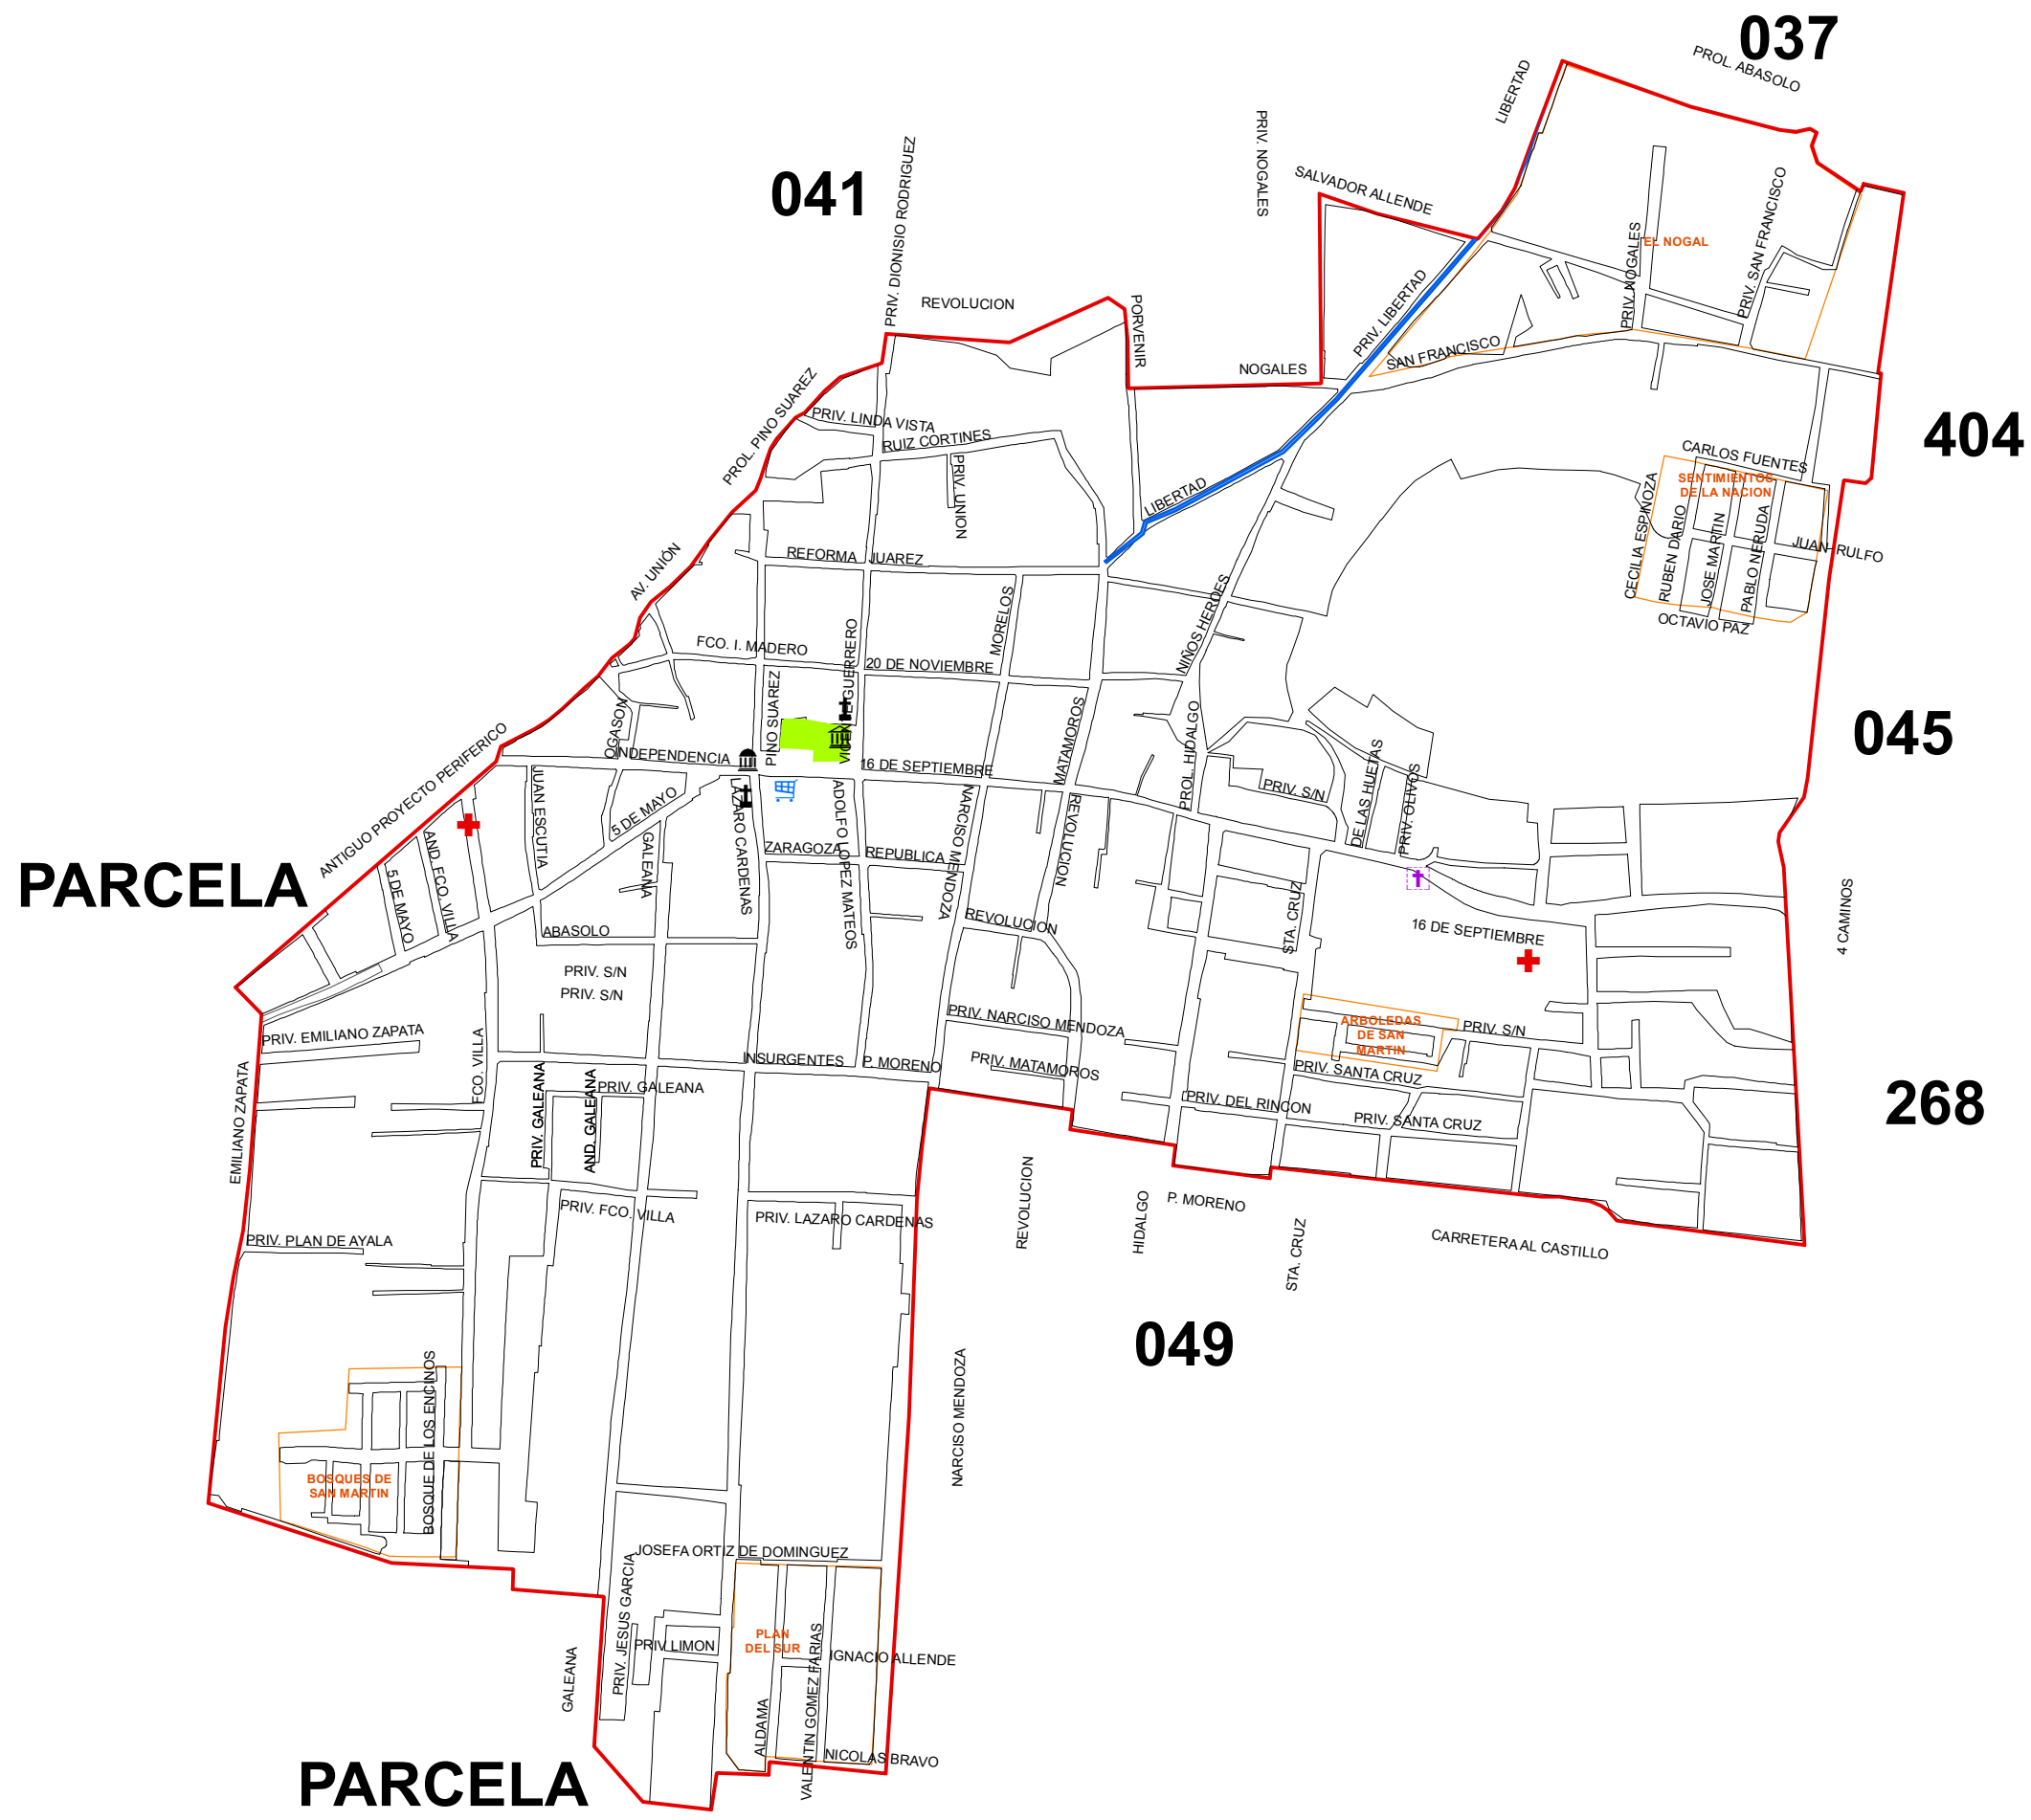 037
PROL. ABASOLO
LIBERTAD
041
PRIV. DIONISIO RODRIGUEZ
PRIV. NOGALES
SALVADOR ALLENDE
PRIV. SAN FRANCISCO
EL NOGAL
PRIV. NOGALES
REVOLUCION
PORVENIR
PRIV. LIBERTAD
SAN FRANCISCO
NOGALES
PROL. PINO SUAREZ
PRIV. LINDA VISTA
RUIZ CORTINES
PRIV. UNION
404
CARLOS FUENTES
SENTIMIENTOS
DE LA NACION
CECILIA ESPINOZA
RUBEN DARIO
JOSE MARTIN
PABLO NERUDA
JUAN RULFO
OCTAVIO PAZ
LIBERTAD
AV. UNIÓN
REFORMA
JUAREZ
MORELOS
NIÑOS HEROES
FCO. I. MADERO
20 DE NOVIEMBRE
VICENTE GUERRERO
PINO SUAREZ
OGASON
INDEPENDENCIA
16 DE SEPTIEMBRE
MATAMOROS
PROL. HIDALGO
045
ANTIGUO PROYECTO PERIFERICO
JUAN ESCUTIA
5 DE MAYO
GALEANA
LAZARO CARDENAS
ADOLFO LOPEZ MATEOS
NARCISO MENDOZA
REVOLUCION
PRIV. S/N
DE LAS HUETAS
PRIV. OLIVOS
ZARAGOZA
REPUBLICA
PARCELA
5 DE MAYO
AND. FCO. VILLA
ABASOLO
REVOLUCION
STA. CRUZ
16 DE SEPTIEMBRE
4 CAMINOS
PRIV. S/N
PRIV. S/N
PRIV. EMILIANO ZAPATA
PRIV. NARCISO MENDOZA
ARBOLEDAS
DE SAN
MARTIN
PRIV. S/N
FCO. VILLA
INSURGENTES
P. MORENO
PRIV. MATAMOROS
PRIV. SANTA CRUZ
268
EMILIANO ZAPATA
PRIV. GALEANA
AND. GALEANA
PRIV. GALEANA
PRIV. DEL RINCON
PRIV. SANTA CRUZ
PRIV. FCO. VILLA
PRIV. LAZARO CARDENAS
REVOLUCION
HIDALGO
P. MORENO
STA. CRUZ
CARRETERA AL CASTILLO
PRIV. PLAN DE AYALA
049
NARCISO MENDOZA
BOSQUE DE LOS ENCINOS
BOSQUES DE
SAN MARTIN
JOSEFA ORTIZ DE DOMINGUEZ
PRIV. JESUS GARCIA
PRIV. LIMON
PLAN
DEL SUR
IGNACIO ALLENDE
GALEANA
ALDAMA
VALENTIN GOMEZ FARIAS
NICOLAS BRAVO
PARCELA